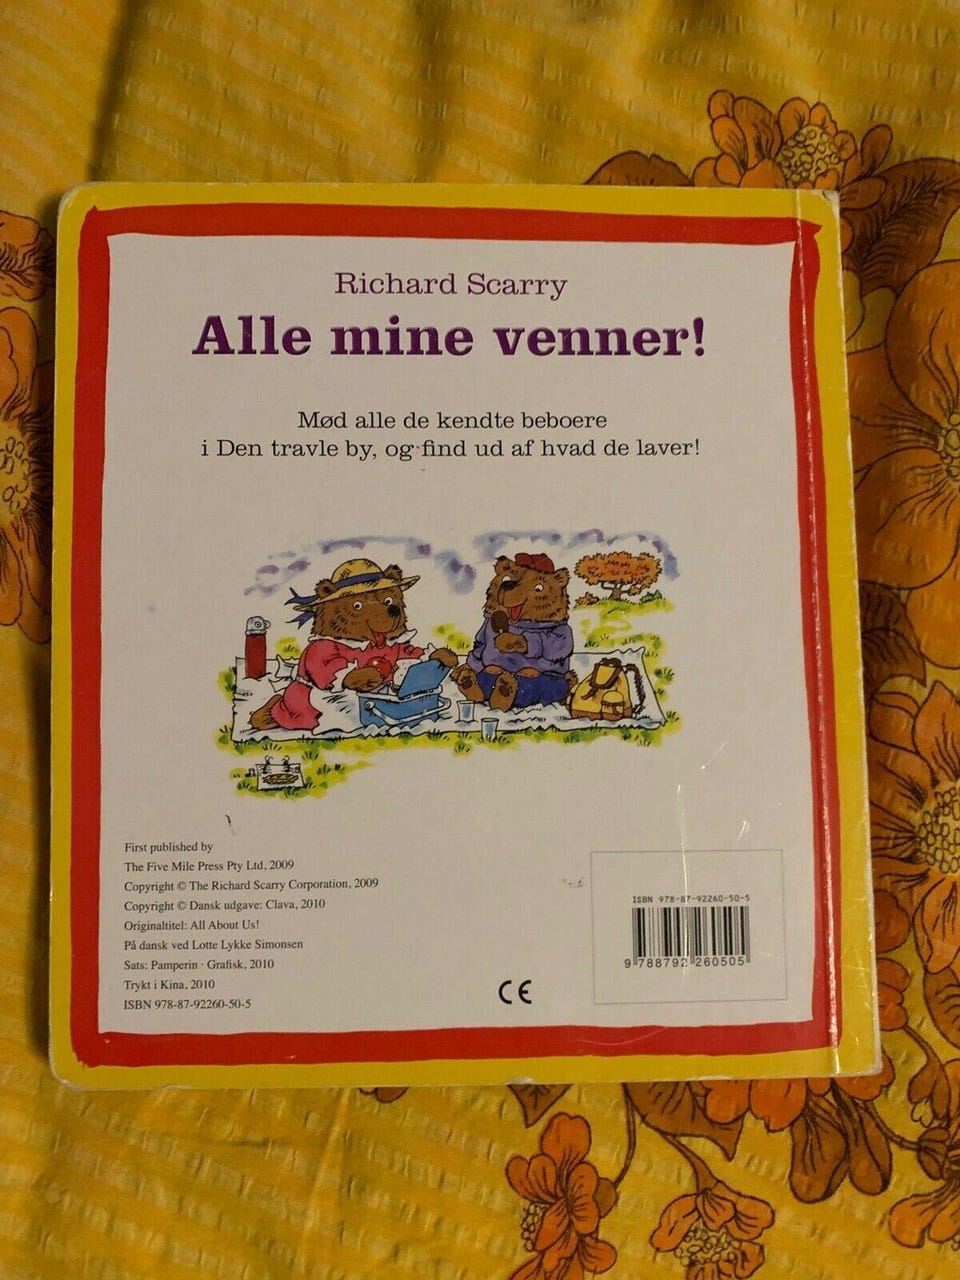 Richard Scarry
Alle mine venner!
Mød alle de kendte beboere
i Den travle by, og find ud af hvad de laver!
First published by
The Five Mile Press Pty Ltd, 2009
Copyright © The Richard Scarry Corporation, 2009
Copyright © Dansk udgave: Clava, 2010
Originaltitel: All About Us!
På dansk ved Lotte Lykke Simonsen
Sats: Pamperin · Grafisk, 2010
Trykt i Kina, 2010
ISBN 978-87-92260-50-5
CE
ISBN 978-87-92260-50-5
9 788792 260505